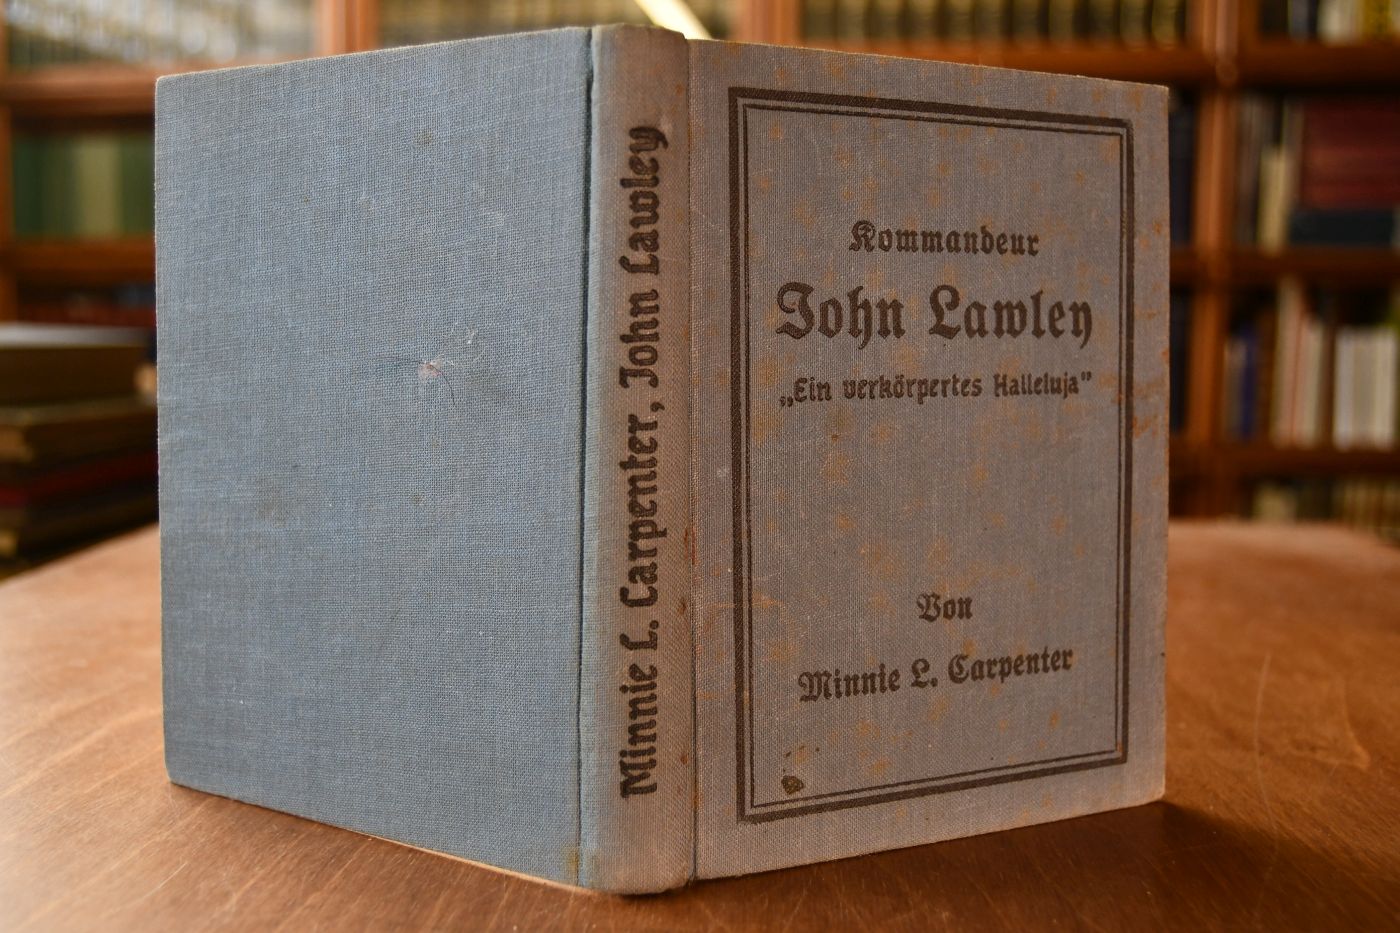 Minnie L. Carpenter, John Lawley
Kommandeur
John Lawley
„Ein verkörpertes Halleluja”
Von
Minnie L. Carpenter